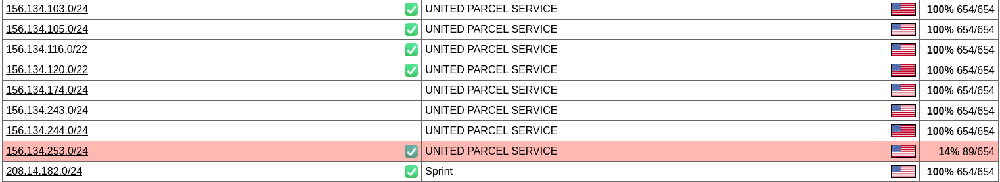 156.134.103.0/24 UNITED PARCEL SERVICE 100% 654/654
156.134.105.0/24 UNITED PARCEL SERVICE 100% 654/654
156.134.116.0/22 UNITED PARCEL SERVICE 100% 654/654
156.134.120.0/22 UNITED PARCEL SERVICE 100% 654/654
156.134.174.0/24 UNITED PARCEL SERVICE 100% 654/654
156.134.243.0/24 UNITED PARCEL SERVICE 100% 654/654
156.134.244.0/24 UNITED PARCEL SERVICE 100% 654/654
156.134.253.0/24 UNITED PARCEL SERVICE 14% 89/654
208.14.182.0/24 Sprint 100% 654/654